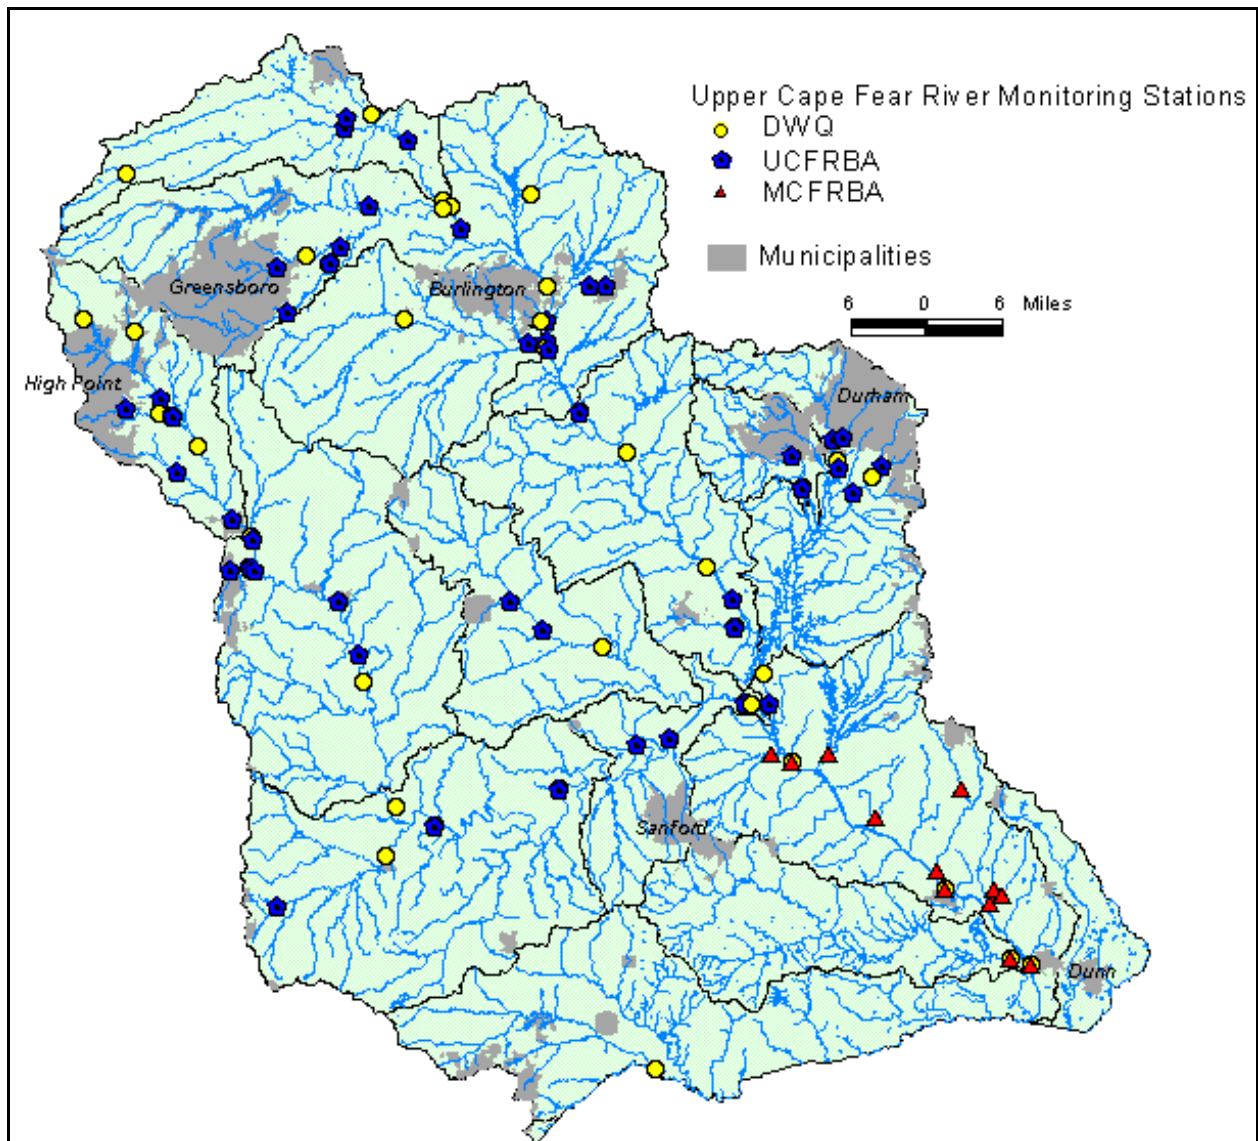 Upper Cape Fear River Monitoring Stations
DWQ
UCFRBA
MCFRBA
Municipalities
6 0 6 Miles
Greensboro
Burlington
High Point
Durham
Sanford
Dunn